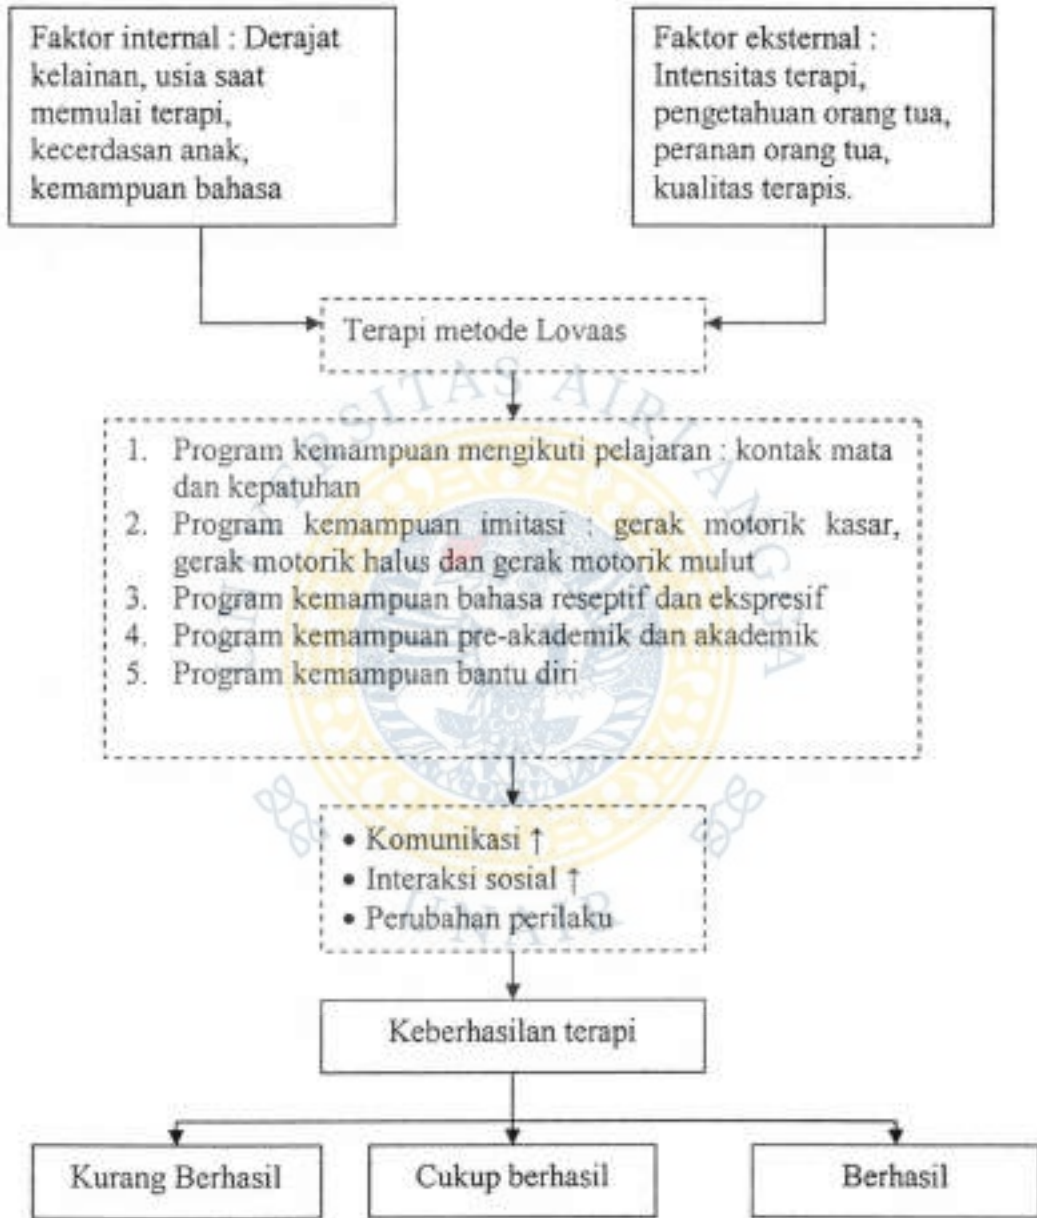 Faktor internal : Derajat
kelainan, usia saat
memulai terapi,
kecerdasan anak,
kemampuan bahasa
Faktor eksternal :
Intensitas terapi,
pengetahuan orang tua,
peranan orang tua,
kualitas terapis.
Terapi metode Lovaas
1. Program kemampuan mengikuti pelajaran : kontak mata
dan kepatuhan
2. Program kemampuan imitasi : gerak motorik kasar,
gerak motorik halus dan gerak motorik mulut
3. Program kemampuan bahasa reseptif dan ekspresif
4. Program kemampuan pre-akademik dan akademik
5. Program kemampuan bantu diri
• Komunikasi ↑
• Interaksi sosial ↑
• Perubahan perilaku
Keberhasilan terapi
Kurang Berhasil
Cukup berhasil
Berhasil
UNIVERSITAS AIRLANGGA
UNAIR